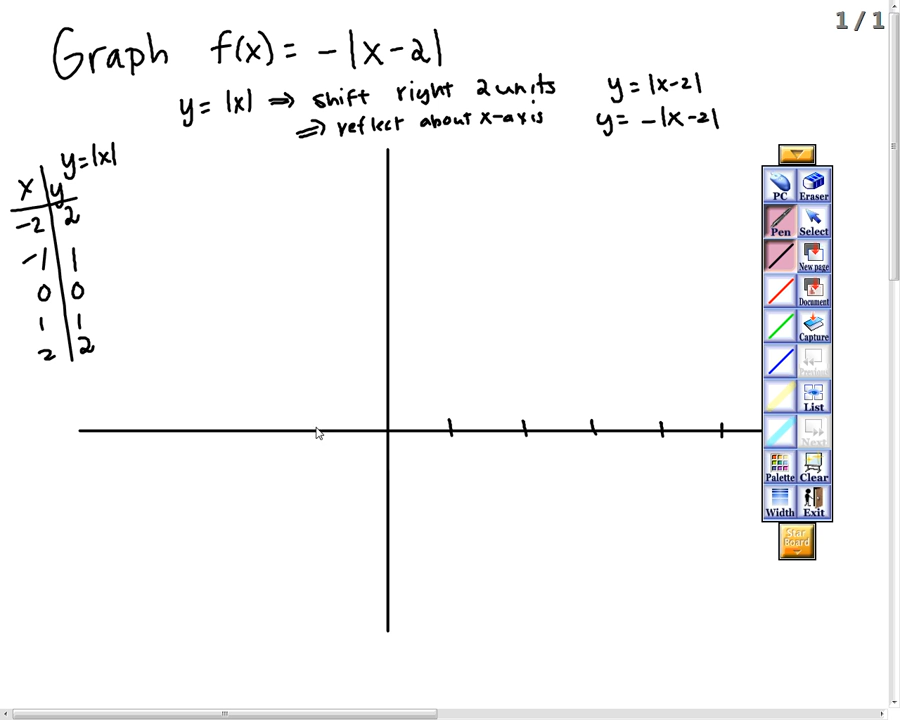 1 / 1
Graph f(x) = -|x-2|
y = |x| ⇒ shift right 2 units y = |x-2|
⇒ reflect about x-axis y = -|x-2|
y=|x|
x y
-2 2
-1 1
0 0
1 1
2 2
PC Eraser
Pen Select
New page
Document
Capture
Previous
List
Next
Palette Clear
Width Exit
Star Board